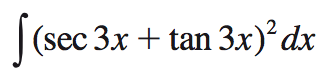 ∫(sec 3x + tan 3x)² dx